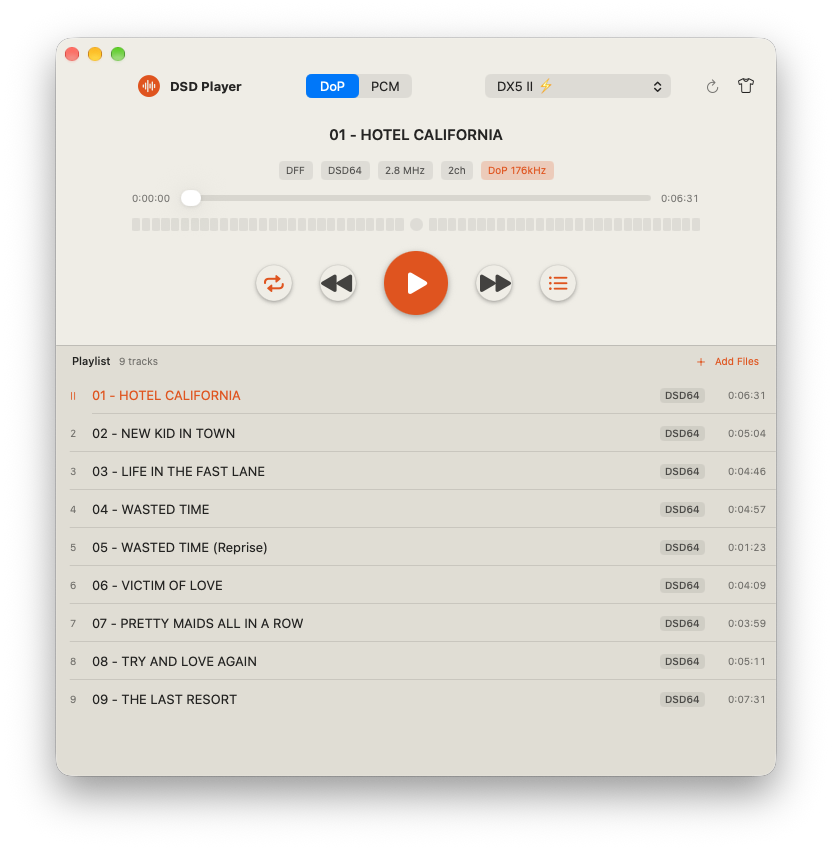 DSD Player DoP PCM DX5 II ⚡
01 - HOTEL CALIFORNIA
DFF DSD64 2.8 MHz 2ch DoP 176kHz
0:00:00 0:06:31
Playlist 9 tracks + Add Files
01 - HOTEL CALIFORNIA DSD64 0:06:31
2 02 - NEW KID IN TOWN DSD64 0:05:04
3 03 - LIFE IN THE FAST LANE DSD64 0:04:46
4 04 - WASTED TIME DSD64 0:04:57
5 05 - WASTED TIME (Reprise) DSD64 0:01:23
6 06 - VICTIM OF LOVE DSD64 0:04:09
7 07 - PRETTY MAIDS ALL IN A ROW DSD64 0:03:59
8 08 - TRY AND LOVE AGAIN DSD64 0:05:11
9 09 - THE LAST RESORT DSD64 0:07:31